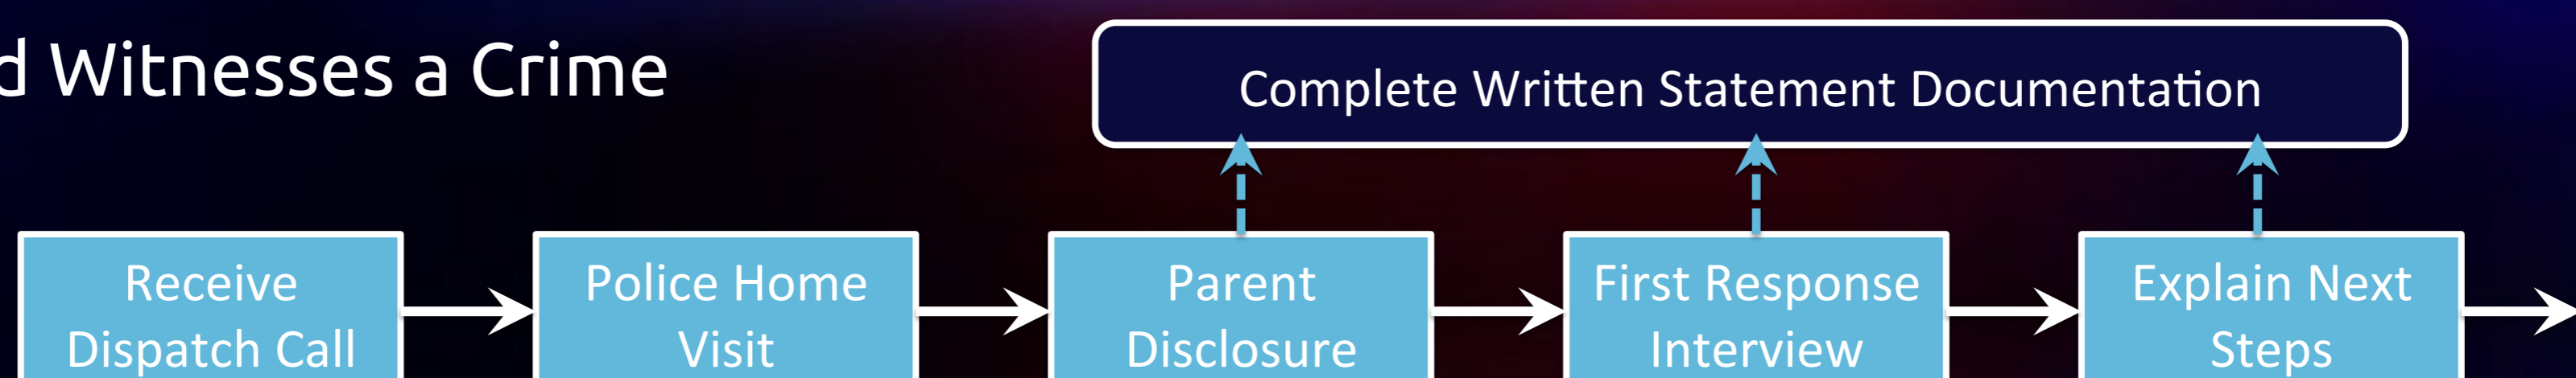 d Witnesses a Crime
Complete Written Statement Documentation
Receive
Dispatch Call
Police Home
Visit
Parent
Disclosure
First Response
Interview
Explain Next
Steps